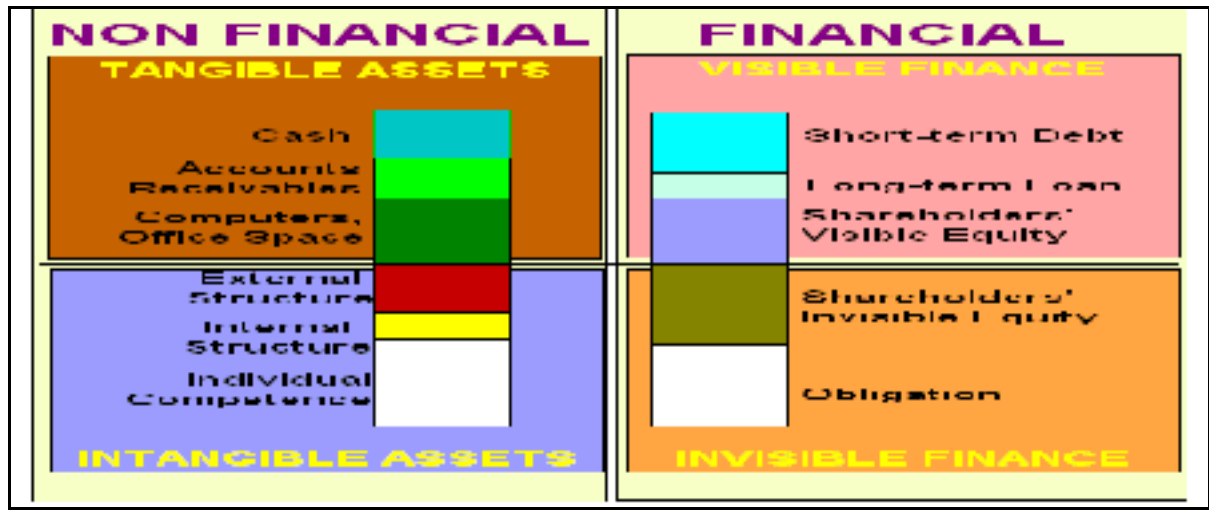 NON FINANCIAL
TANGIBLE ASSETS
Cash
Accounts
Receivables
Computers,
Office Space
External
Structure
Internal
Structure
Individual
Competence
INTANGIBLE ASSETS
FINANCIAL
VISIBLE FINANCE
Short-term Debt
Long-term Loan
Shareholders'
Visible Equity
Shareholders'
Invisible Equity
Obligation
INVISIBLE FINANCE